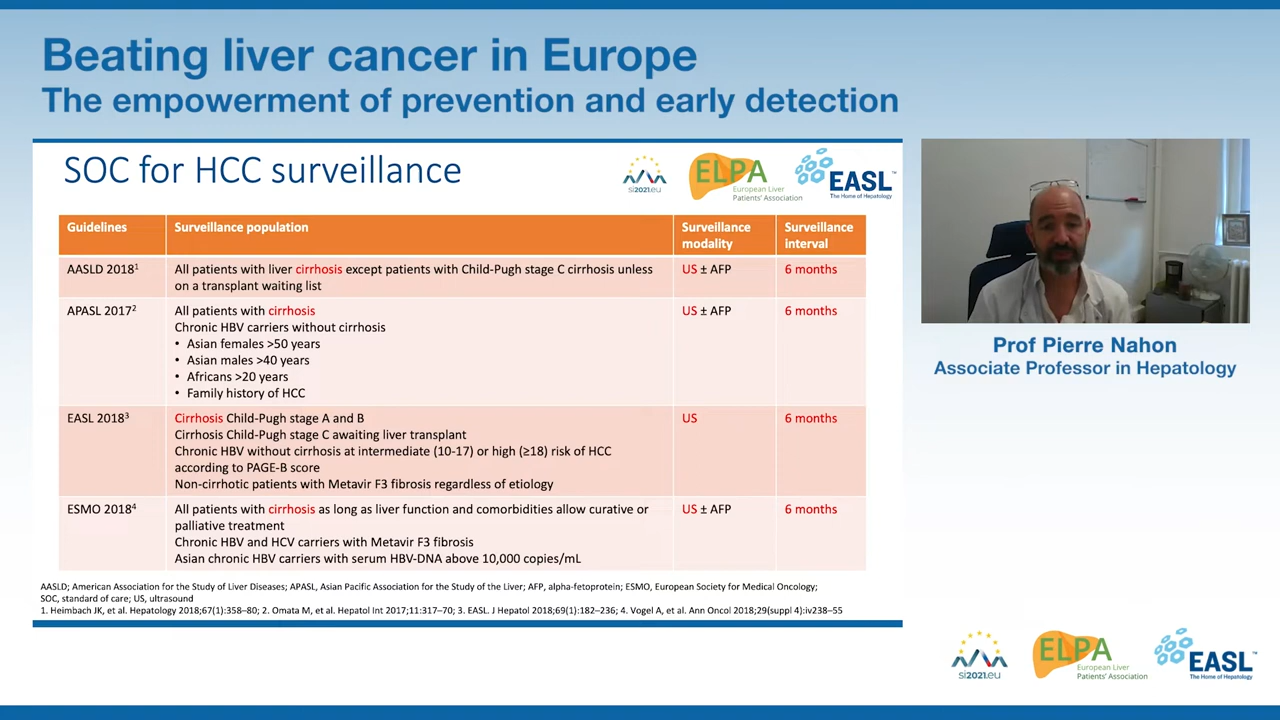 Beating liver cancer in Europe
The empowerment of prevention and early detection
SOC for HCC surveillance
si2021.eu
ELPA
European Liver
Patients' Association
EASL™
The Home of Hepatology
Guidelines
Surveillance population
Surveillance
modality
Surveillance
interval
AASLD 2018¹
All patients with liver cirrhosis except patients with Child-Pugh stage C cirrhosis unless
on a transplant waiting list
US ± AFP
6 months
APASL 2017²
All patients with cirrhosis
Chronic HBV carriers without cirrhosis
• Asian females >50 years
• Asian males >40 years
• Africans >20 years
• Family history of HCC
US ± AFP
6 months
EASL 2018³
Cirrhosis Child-Pugh stage A and B
Cirrhosis Child-Pugh stage C awaiting liver transplant
Chronic HBV without cirrhosis at intermediate (10-17) or high (≥18) risk of HCC
according to PAGE-B score
Non-cirrhotic patients with Metavir F3 fibrosis regardless of etiology
US
6 months
ESMO 2018⁴
All patients with cirrhosis as long as liver function and comorbidities allow curative or
palliative treatment
Chronic HBV and HCV carriers with Metavir F3 fibrosis
Asian chronic HBV carriers with serum HBV-DNA above 10,000 copies/mL
US ± AFP
6 months
AASLD; American Association for the Study of Liver Diseases; APASL, Asian Pacific Association for the Study of the Liver; AFP, alpha-fetoprotein; ESMO, European Society for Medical Oncology;
SOC, standard of care; US, ultrasound
1. Heimbach JK, et al. Hepatology 2018;67(1):358–80; 2. Omata M, et al. Hepatol Int 2017;11:317–70; 3. EASL. J Hepatol 2018;69(1):182–236; 4. Vogel A, et al. Ann Oncol 2018;29(suppl 4):iv238–55
Prof Pierre Nahon
Associate Professor in Hepatology
si2021.eu
ELPA
European Liver
Patients' Association
EASL™
The Home of Hepatology